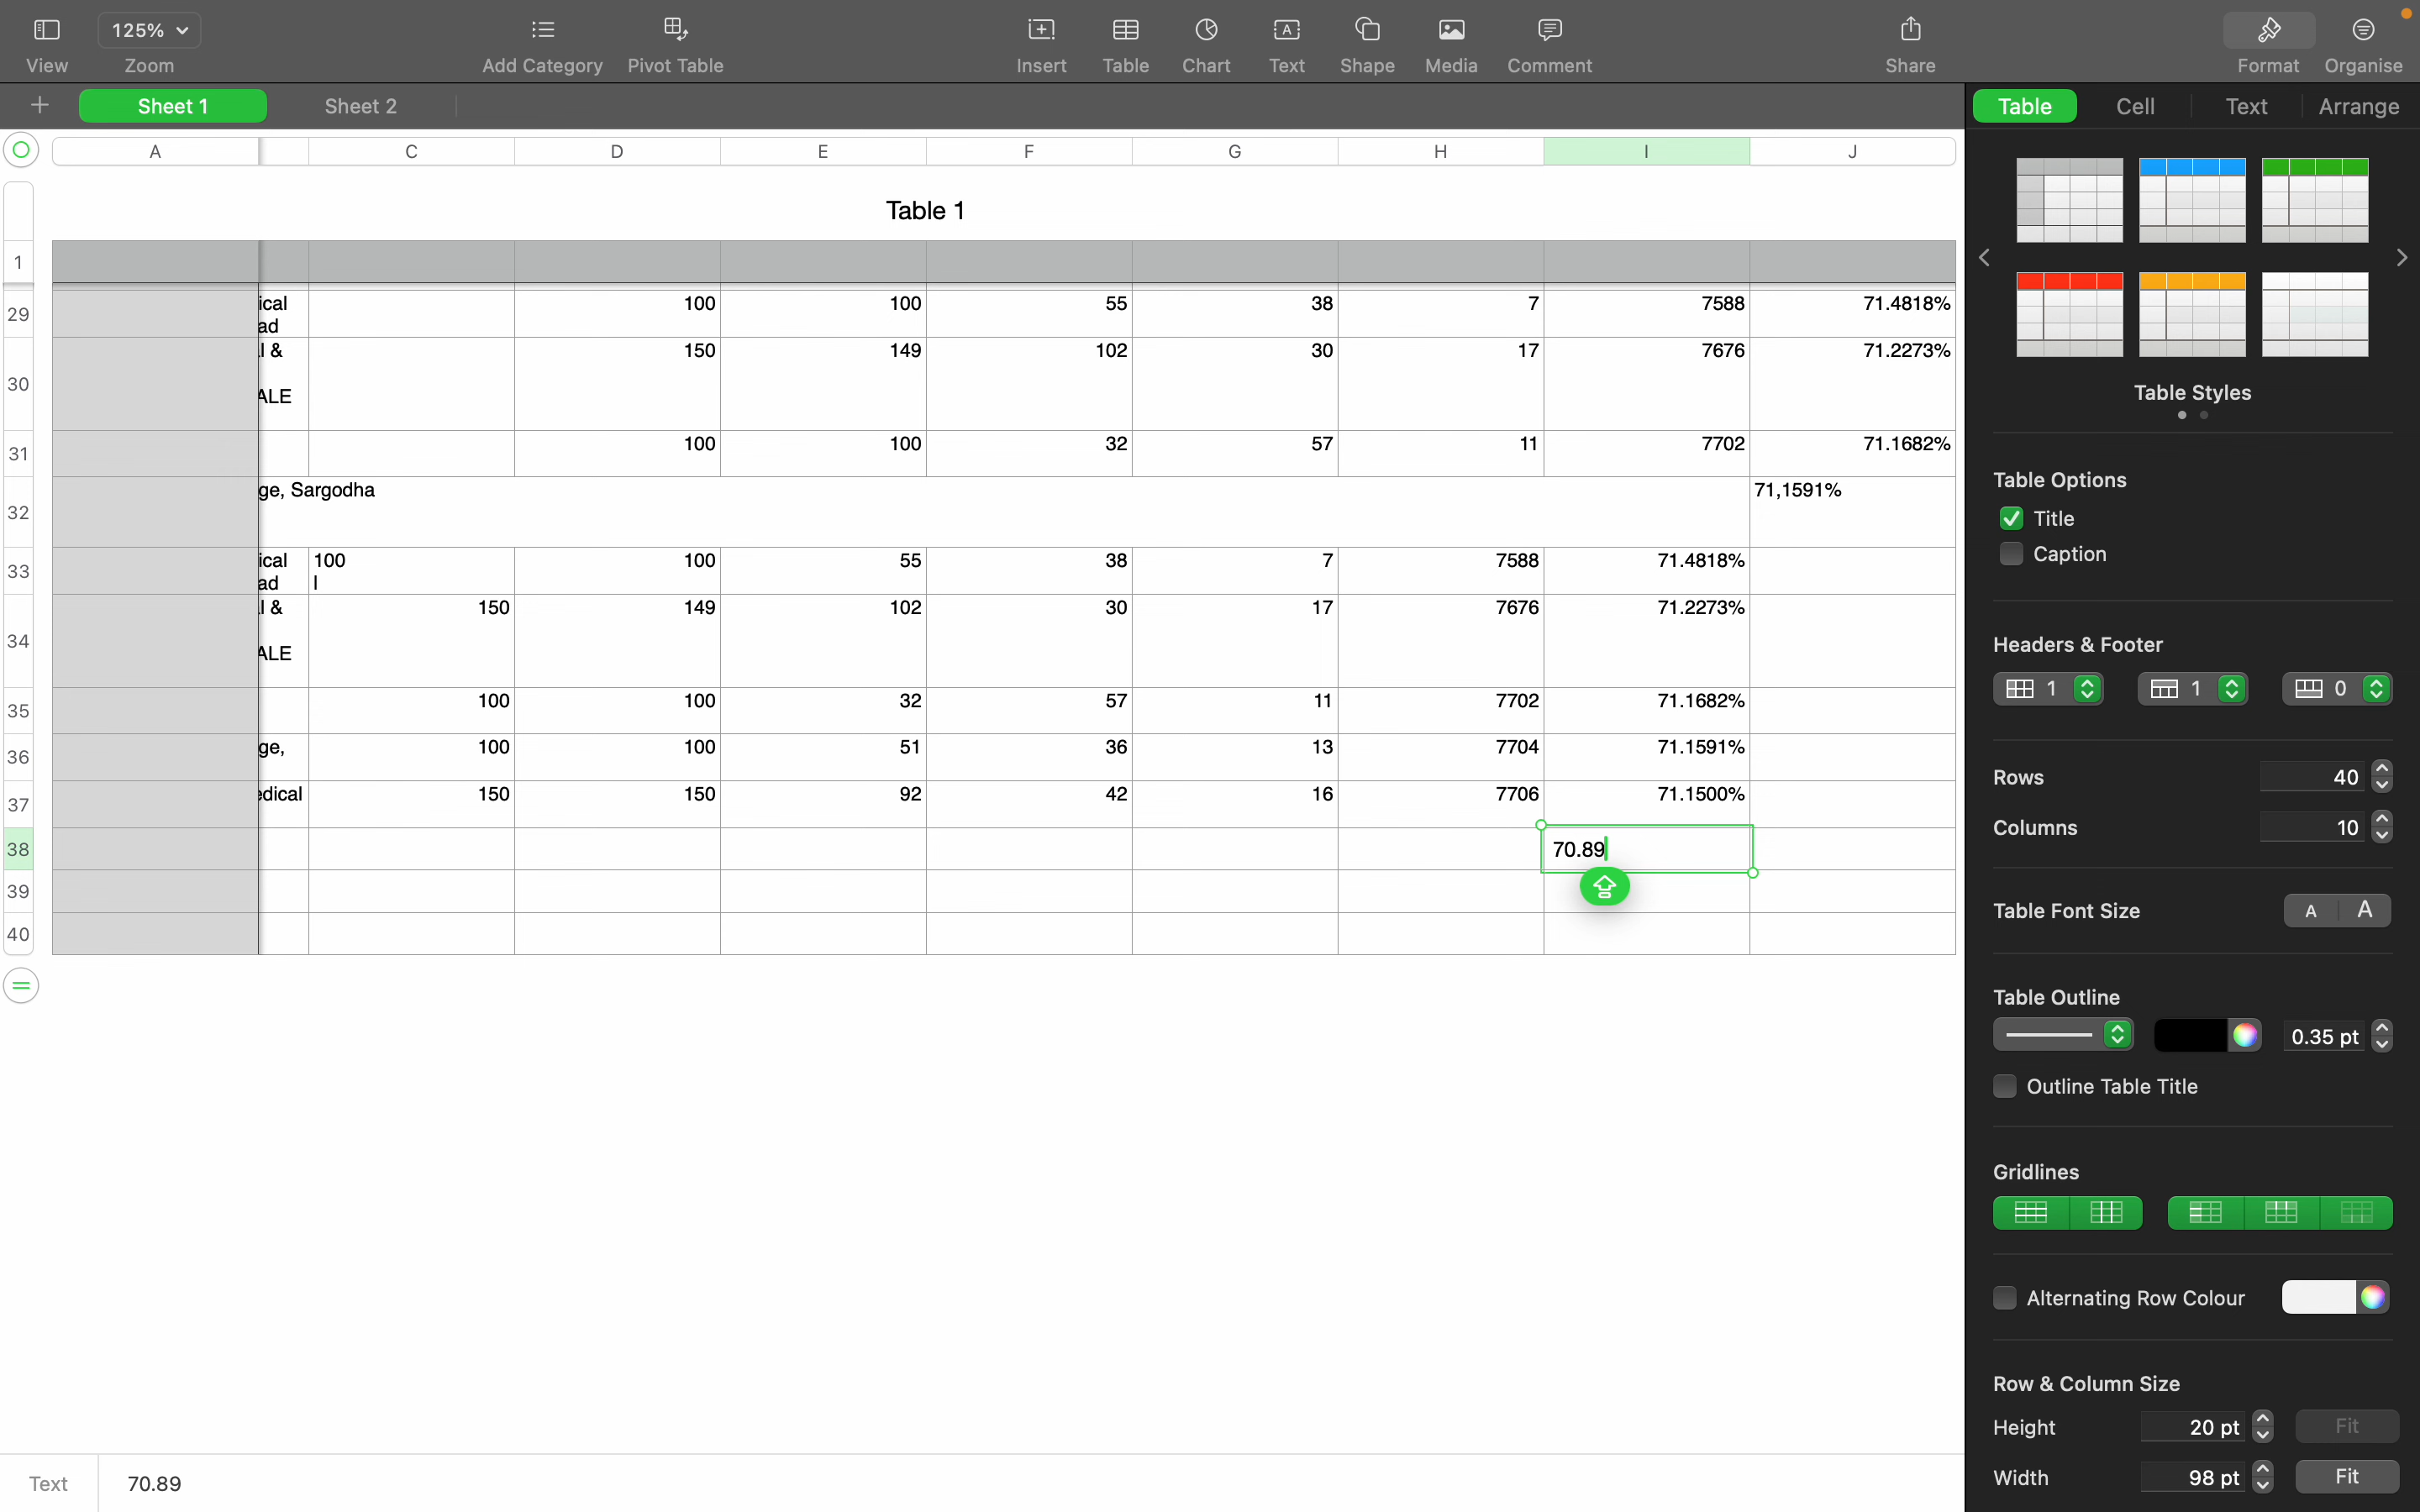 125%
View Zoom Add Category Pivot Table Insert Table Chart Text Shape Media Comment Share Format Organise
Sheet 1 Sheet 2 Table Cell Text Arrange
A C D E F G H I J
Table 1
1
29 ical 100 100 55 38 7 7588 71.4818%
ad
30 & 150 149 102 30 17 7676 71.2273%
ALE
31 100 100 32 57 11 7702 71.1682%
32 ge, Sargodha 71,1591%
33 ical 100 100 55 38 7 7588 71.4818%
ad l
34 & 150 149 102 30 17 7676 71.2273%
ALE
35 100 100 32 57 11 7702 71.1682%
36 ge, 100 100 51 36 13 7704 71.1591%
37 edical 150 150 92 42 16 7706 71.1500%
38 70.89
39
40
Text 70.89
Table Styles
Table Options
Title
Caption
Headers & Footer
1 1 0
Rows 40
Columns 10
Table Font Size A A
Table Outline
0.35 pt
Outline Table Title
Gridlines
Alternating Row Colour
Row & Column Size
Height 20 pt Fit
Width 98 pt Fit